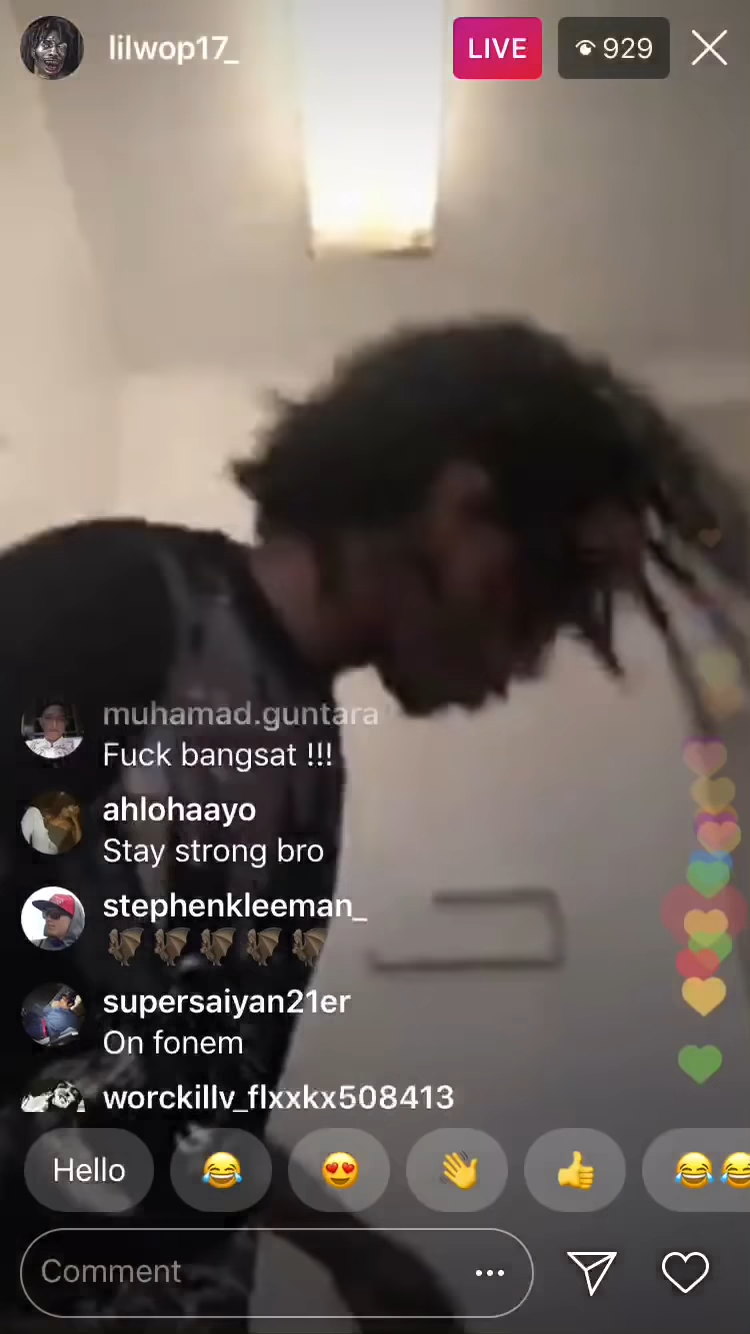 lilwop17_
LIVE
929
muhamad.guntara
Fuck bangsat !!!
ahlohaayo
Stay strong bro
stephenkleeman_
🦇🦇🦇🦇🦇
supersaiyan21er
On fonem
worckillv_flxxkx508413
Hello 😂 😍 👋 👍 😂😂
Comment